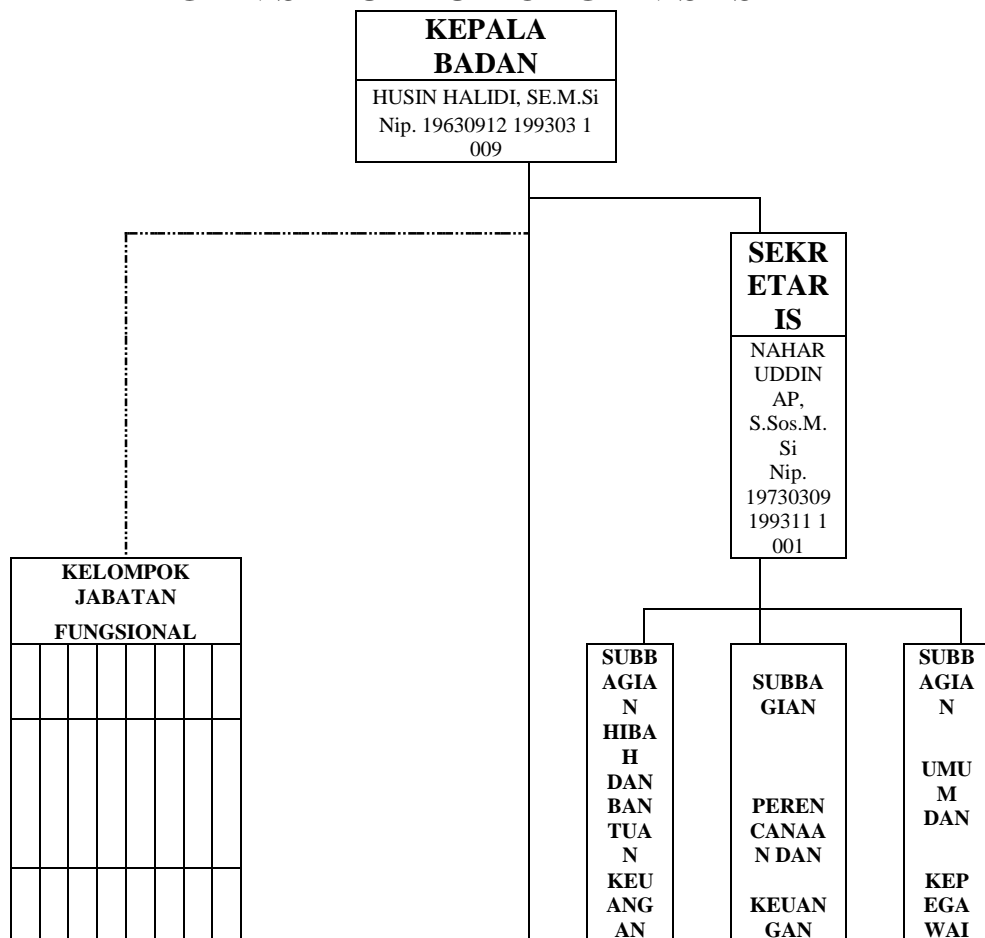 KEPALA
BADAN
HUSIN HALIDI, SE.M.Si
Nip. 19630912 199303 1
009
SEKR
ETAR
IS
NAHAR
UDDIN
AP,
S.Sos.M.
Si
Nip.
19730309
199311 1
001
KELOMPOK
JABATAN
FUNGSIONAL
SUBB
AGIA
N
HIBA
H
DAN
BAN
TUA
N
KEU
ANG
AN
SUBBA
GIAN
PEREN
CANAA
N DAN
KEUAN
GAN
SUBB
AGIA
N
UMU
M
DAN
KEP
EGA
WAI